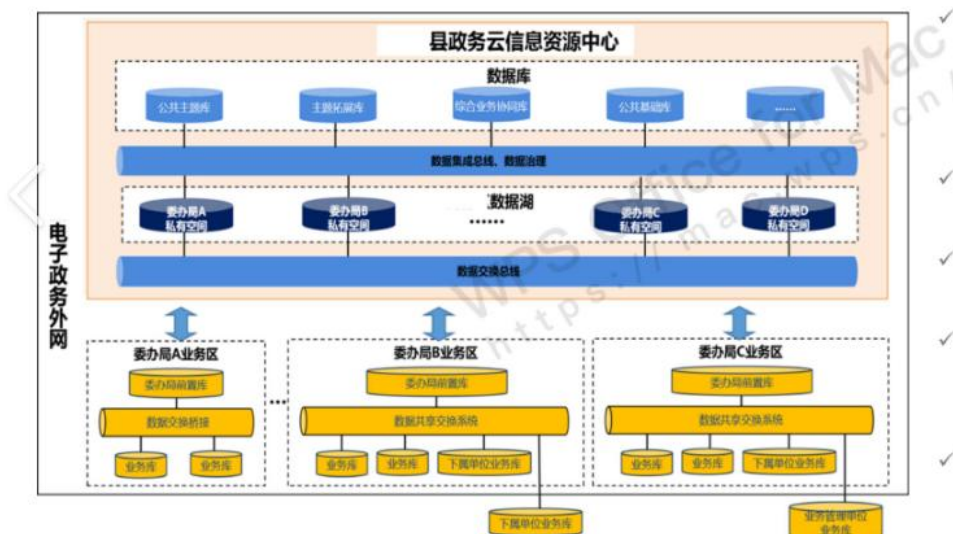 县政务云信息资源中心
数据库
公共主题库
主题拓展库
综合业务协同库
公共基础库
......
数据集成总线、数据治理
数据湖
委办局A
私有空间
委办局B
私有空间
......
委办局C
私有空间
委办局D
私有空间
数据交换总线
电子政务外网
委办局A业务区
委办局前置库
数据交换桥接
业务库
业务库
...
委办局B业务区
委办局前置库
数据共享交换系统
业务库
业务库
下属单位业务库
下属单位业务库
委办局C业务区
委办局前置库
数据共享交换系统
业务库
业务库
下属单位业务库
业务管理单位
业务库
WPS Office for Mac
https://mac.wps.cn/